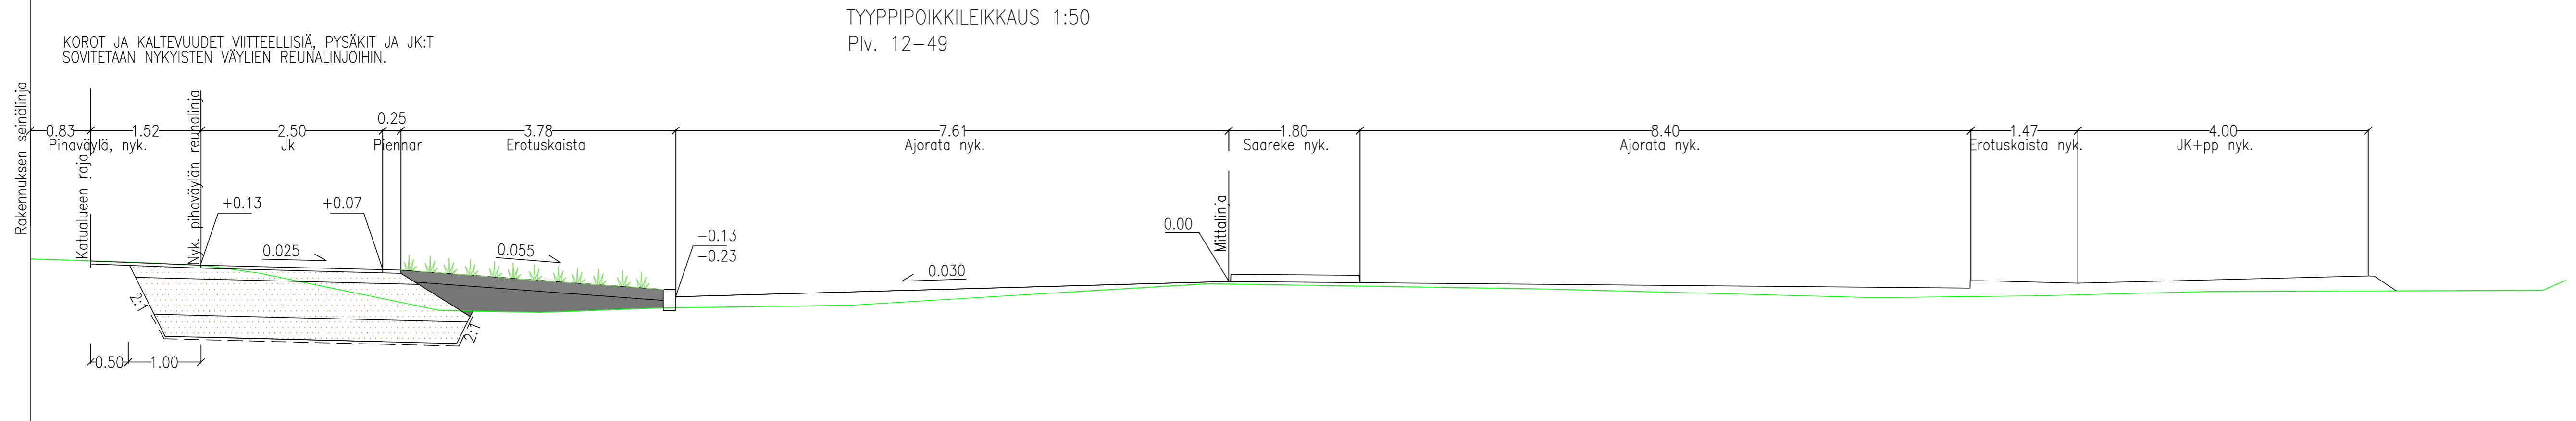 TYYPPIPOIKKILEIKKAUS 1:50
Plv. 12-49
KOROT JA KALTEVUUDET VIITTEELLISIÄ, PYSÄKIT JA JK:T
SOVITETAAN NYKYISTEN VÄYLIEN REUNALINJOIHIN.
Rakennuksen seinälinja
Katualueen raja
Nyk. pihaväylän reunalinja
Mittalinja
0.83
1.52
2.50
0.25
3.78
7.61
1.80
8.40
1.47
4.00
Pihaväylä, nyk.
Jk
Piennar
Erotuskaista
Ajorata nyk.
Saareke nyk.
Ajorata nyk.
Erotuskaista nyk.
JK+pp nyk.
+0.13
+0.07
0.025
0.055
-0.13
-0.23
0.030
0.00
2:1
2:1
0.50
1.00